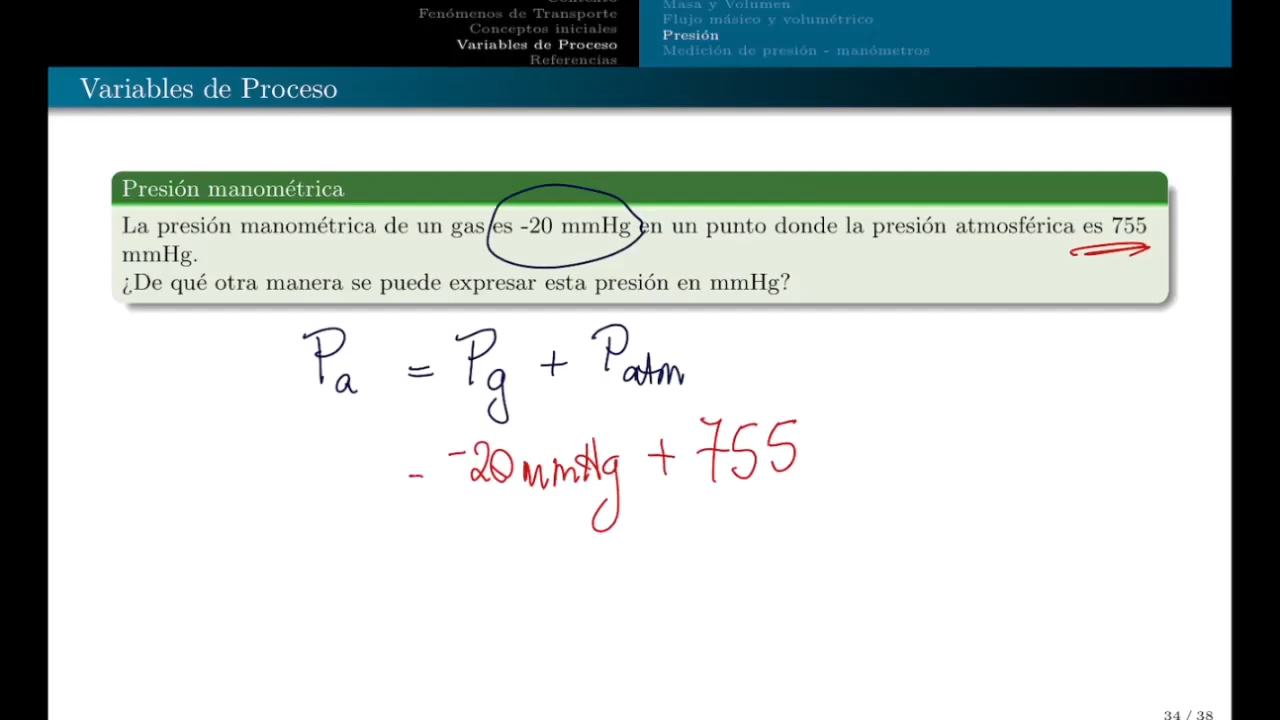 Contexto
Fenómenos de Transporte
Conceptos iniciales
Variables de Proceso
Referencias
Masa y Volumen
Flujo másico y volumétrico
Presión
Medición de presión - manómetros
Variables de Proceso
Presión manométrica
La presión manométrica de un gas es -20 mmHg en un punto donde la presión atmosférica es 755
mmHg.
¿De qué otra manera se puede expresar esta presión en mmHg?
Pa = Pg + Patm
- -20 mmHg + 755
34 / 38